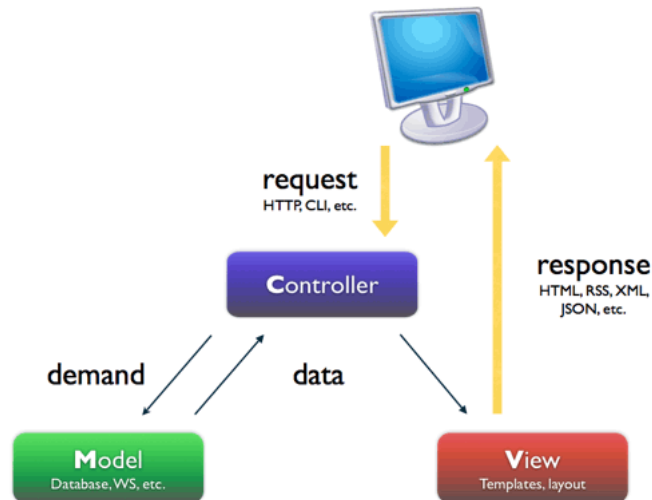 request
HTTP, CLI, etc.
Controller
response
HTML, RSS, XML,
JSON, etc.
demand
data
Model
Database, WS, etc.
View
Templates, layout